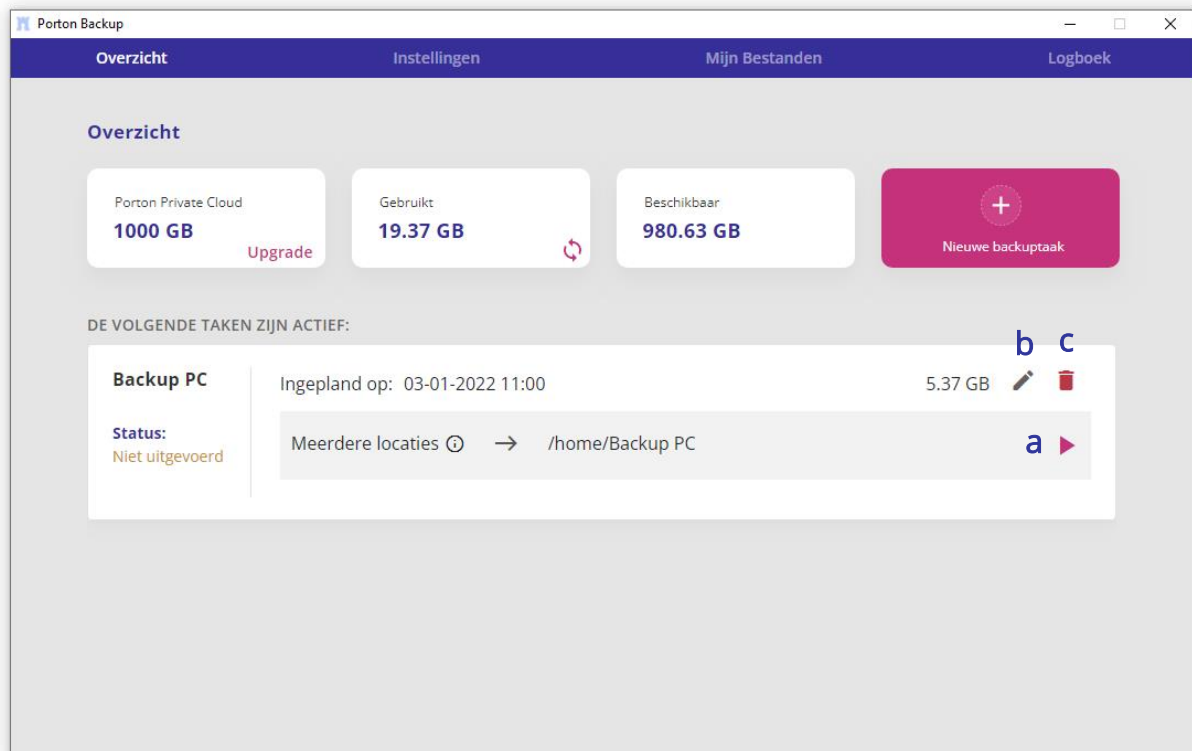 Porton Backup
Overzicht Instellingen Mijn Bestanden Logboek
Overzicht
Porton Private Cloud
1000 GB
Upgrade
Gebruikt
19.37 GB
Beschikbaar
980.63 GB
Nieuwe backuptaak
DE VOLGENDE TAKEN ZIJN ACTIEF:
b c
Backup PC
Ingepland op: 03-01-2022 11:00 5.37 GB
Status:
Niet uitgevoerd
Meerdere locaties → /home/Backup PC a